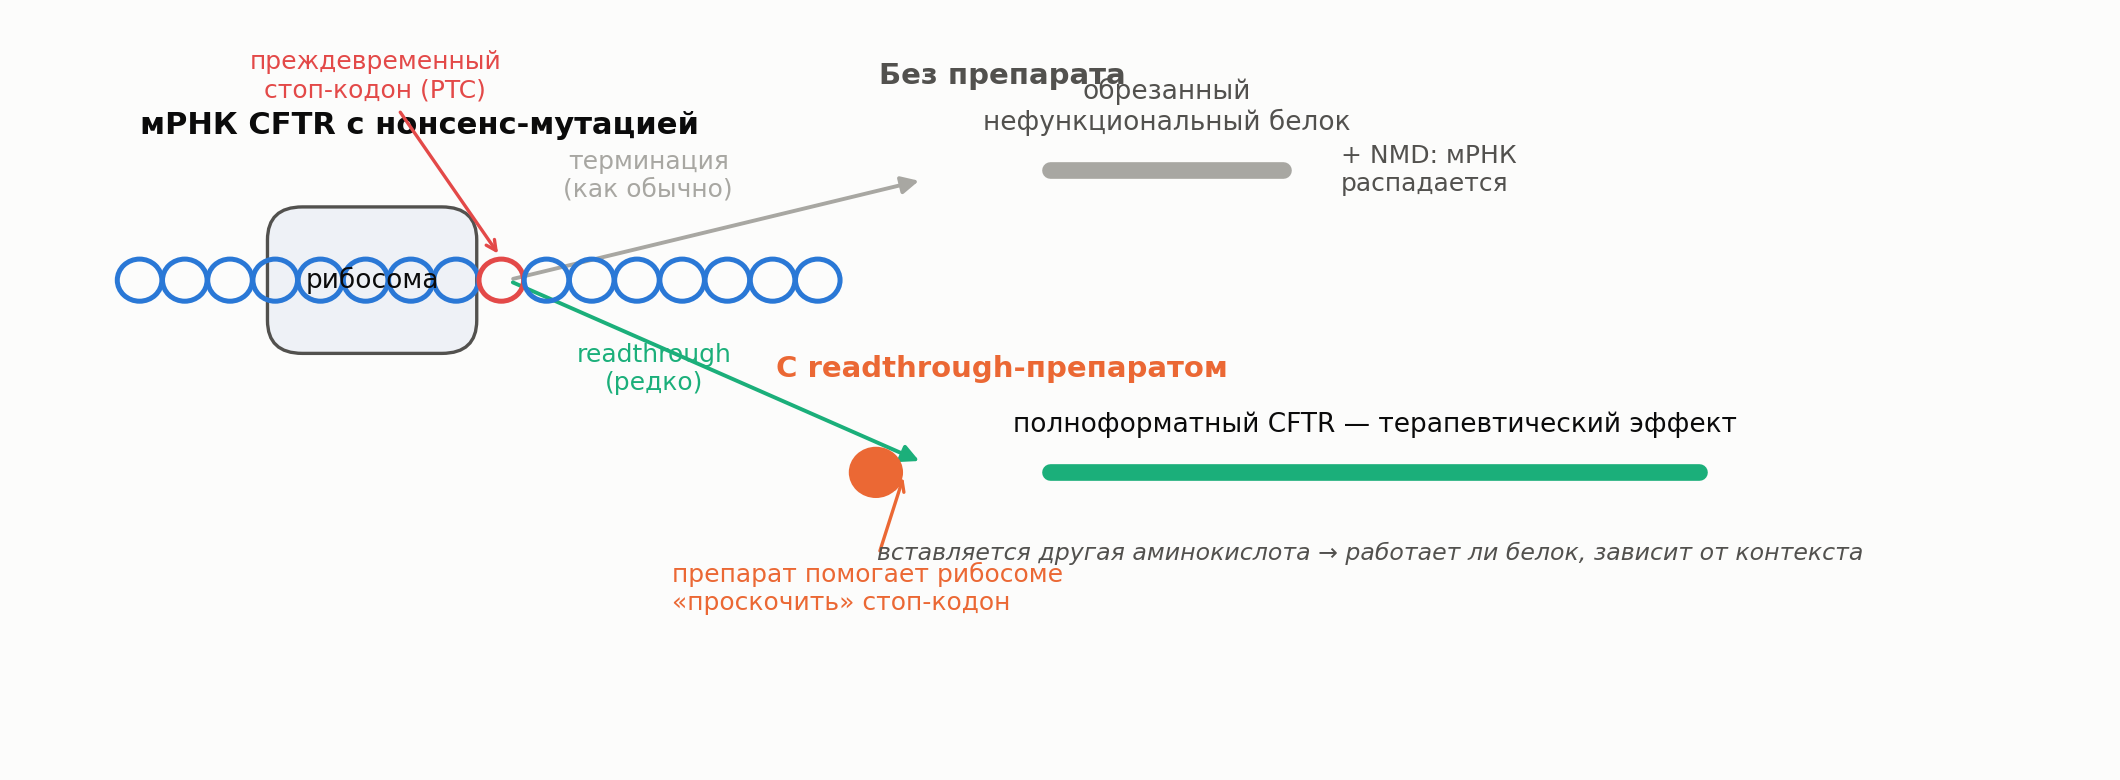 преждевременный
стоп-кодон (PTC)
мРНК CFTR с нонсенс-мутацией
терминация
(как обычно)
рибосома
readthrough
(редко)
Без препарата
обрезанный
нефункциональный белок
+ NMD: мРНК
распадается
С readthrough-препаратом
полноформатный CFTR — терапевтический эффект
вставляется другая аминокислота → работает ли белок, зависит от контекста
препарат помогает рибосоме
«проскочить» стоп-кодон